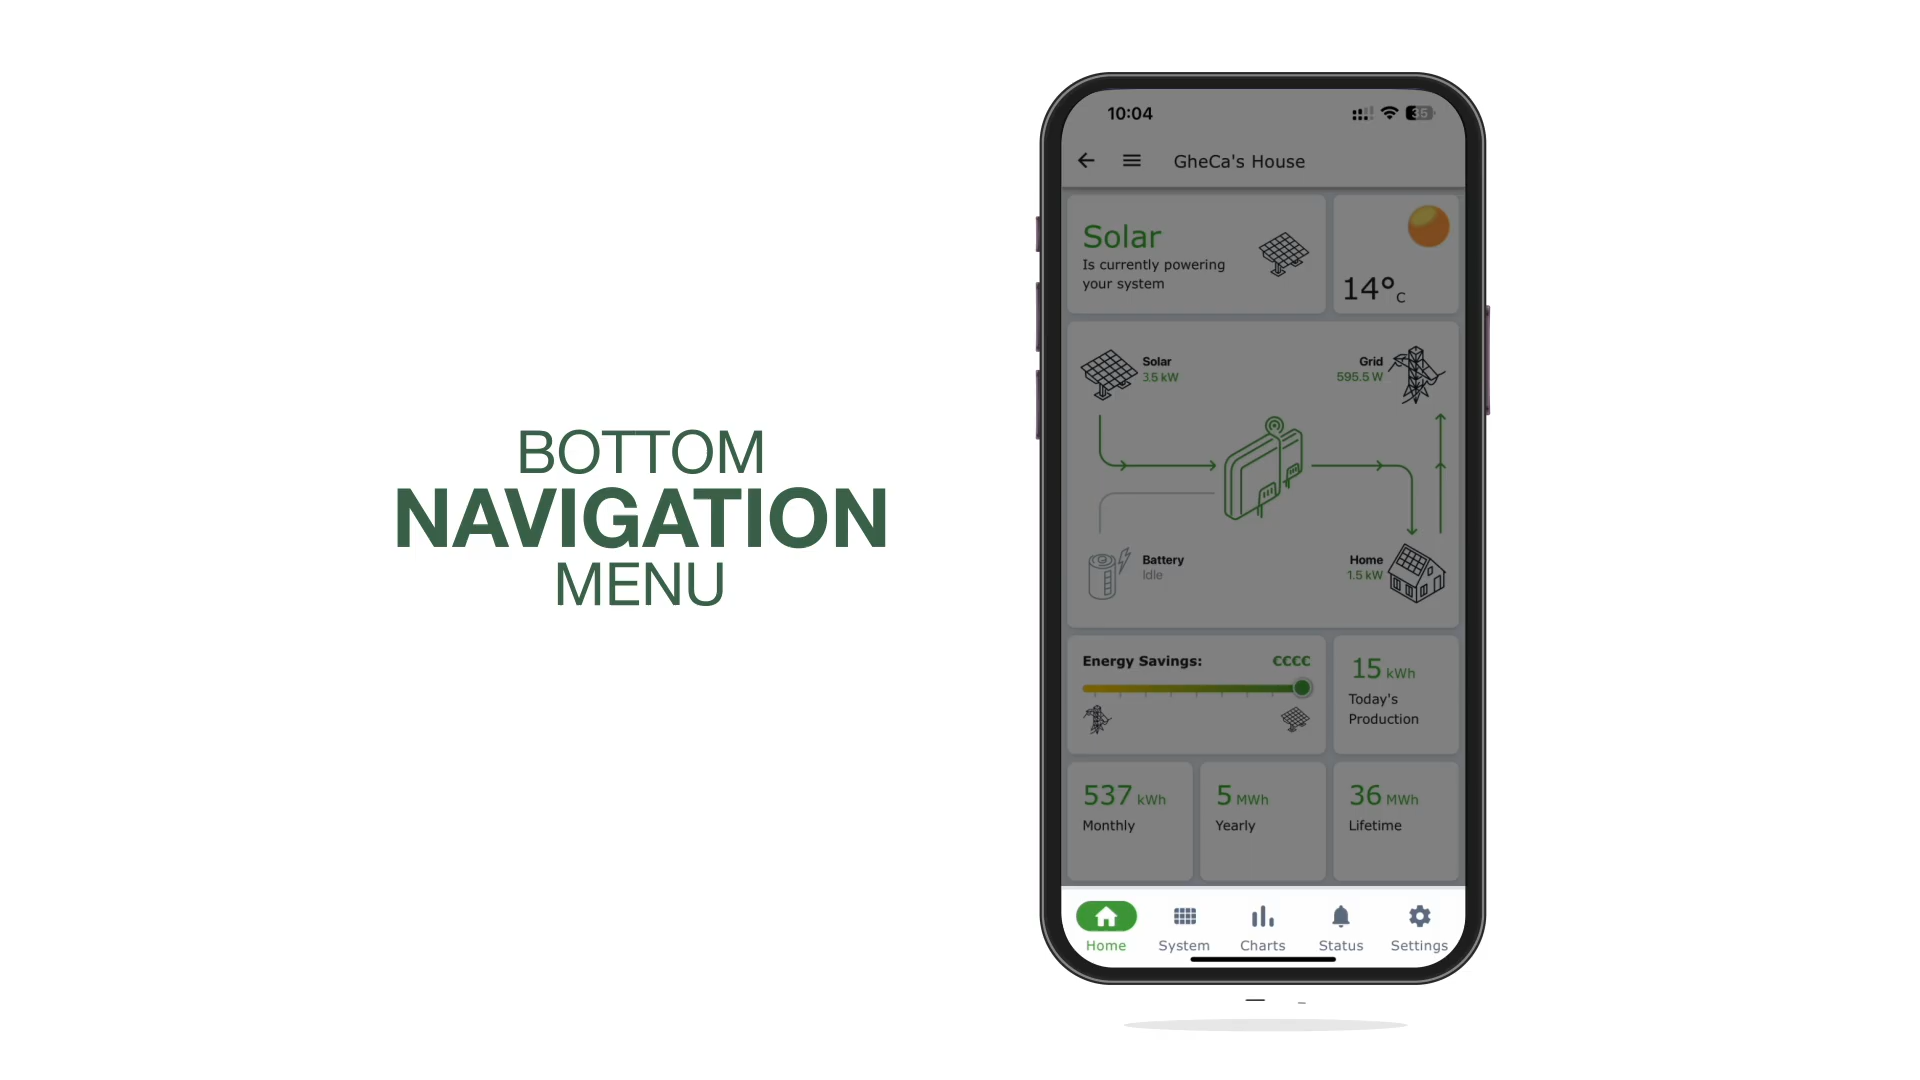 BOTTOM
NAVIGATION
MENU
10:04
35
GheCa's House
Solar
Is currently powering
your system
14°C
Solar
3.5 kW
Grid
595.5 W
Battery
Idle
Home
1.5 kW
Energy Savings:
€€€€
15 kWh
Today's
Production
537 kWh
Monthly
5 MWh
Yearly
36 MWh
Lifetime
Home
System
Charts
Status
Settings